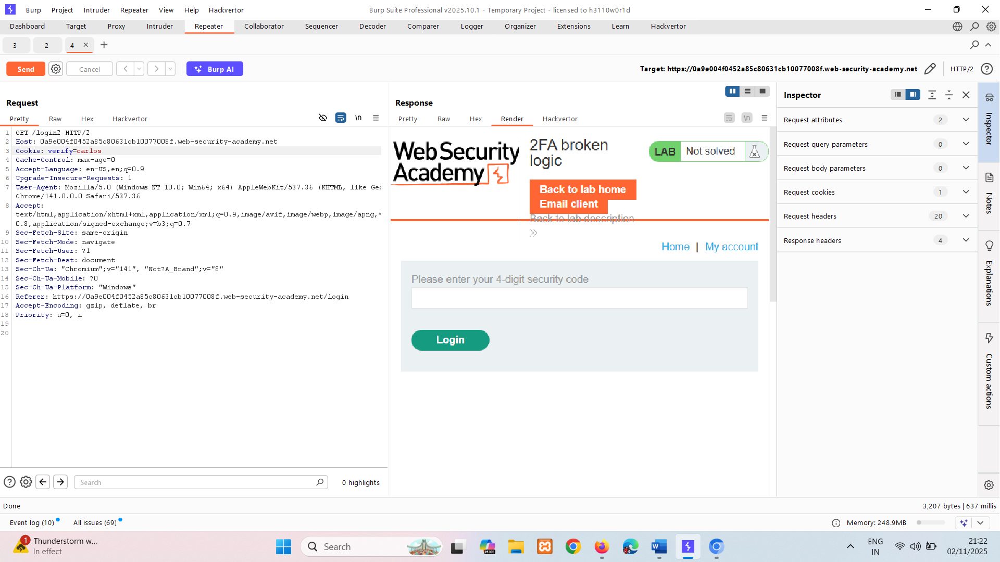 Burp Project Intruder Repeater View Help Hackvertor
Burp Suite Professional v2025.10.1 - Temporary Project - licensed to h3110w0r1d
Dashboard Target Proxy Intruder Repeater Collaborator Sequencer Decoder Comparer Logger Organizer Extensions Learn Hackvertor
3 2 4
Send Cancel Burp AI
Target: https://0a9e004f0452a85c80631cb10077008f.web-security-academy.net HTTP/2
Request
Pretty Raw Hex Hackvertor \n
1 GET /login2 HTTP/2
2 Host: 0a9e004f0452a85c80631cb10077008f.web-security-academy.net
3 Cookie: verify=carlos
4 Cache-Control: max-age=0
5 Accept-Language: en-US,en;q=0.9
6 Upgrade-Insecure-Requests: 1
7 User-Agent: Mozilla/5.0 (Windows NT 10.0; Win64; x64) AppleWebKit/537.36 (KHTML, like Gec
Chrome/141.0.0.0 Safari/537.36
8 Accept:
text/html,application/xhtml+xml,application/xml;q=0.9,image/avif,image/webp,image/apng,*
0.8,application/signed-exchange;v=b3;q=0.7
9 Sec-Fetch-Site: same-origin
10 Sec-Fetch-Mode: navigate
11 Sec-Fetch-User: ?1
12 Sec-Fetch-Dest: document
13 Sec-Ch-Ua: "Chromium";v="141", "Not?A_Brand";v="8"
14 Sec-Ch-Ua-Mobile: ?0
15 Sec-Ch-Ua-Platform: "Windows"
16 Referer: https://0a9e004f0452a85c80631cb10077008f.web-security-academy.net/login
17 Accept-Encoding: gzip, deflate, br
18 Priority: u=0, i
19
20
Search
0 highlights
Response
Pretty Raw Hex Render Hackvertor \n
Web Security
Academy
2FA broken
logic
LAB Not solved
Back to lab home
Email client
Back to lab description
Home | My account
Please enter your 4-digit security code
Login
Inspector
Request attributes 2
Request query parameters 0
Request body parameters 0
Request cookies 1
Request headers 20
Response headers 4
Inspector
Notes
Explanations
Custom actions
Done
3,207 bytes | 637 millis
Event log (10) All issues (69)
Memory: 248.9MB
1
Thunderstorm w...
In effect
Search
M365
ENG
IN
21:22
02/11/2025